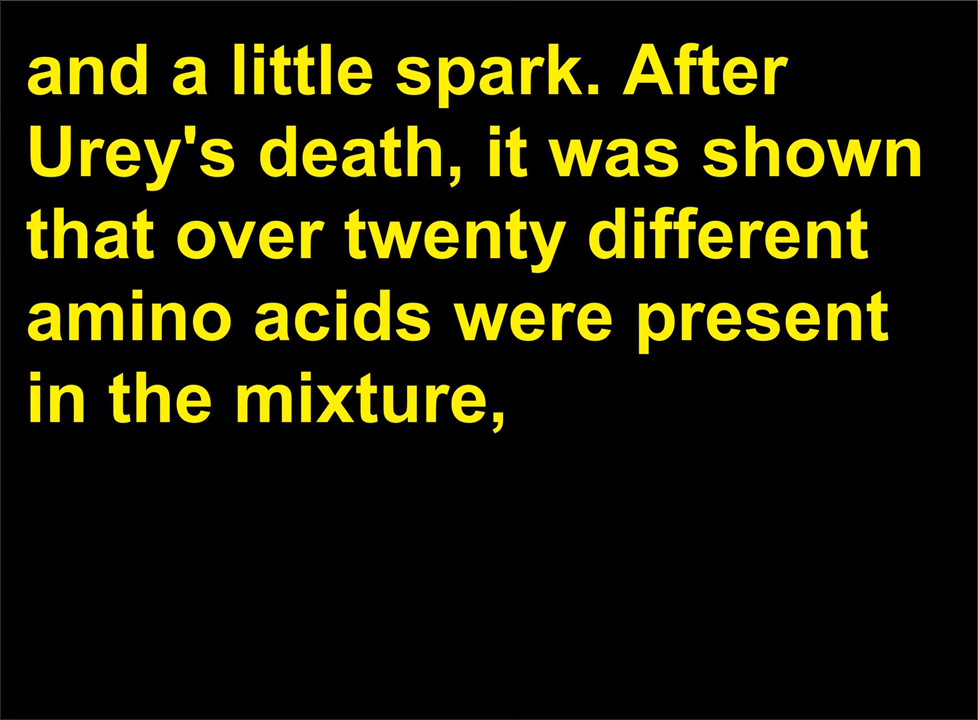 and a little spark. After
Urey's death, it was shown
that over twenty different
amino acids were present
in the mixture,